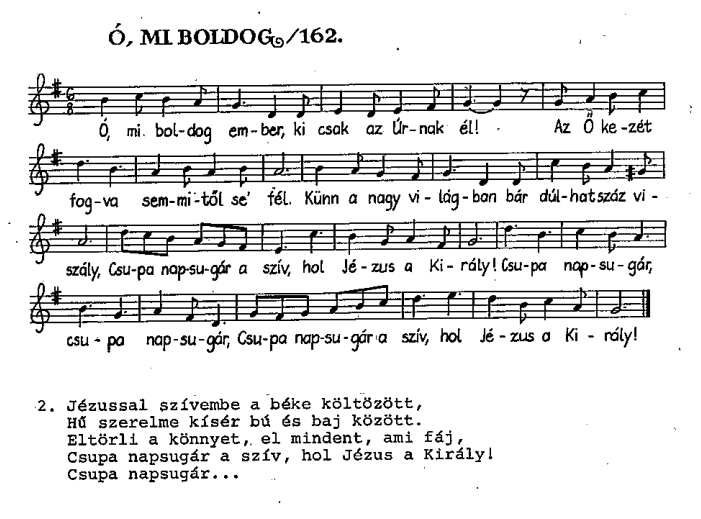 Ó, MI BOLDOG /162.
6
8
Ó, mi bol-dog em-ber, ki csak az Úr-nak él! Az Ő ke-zét
fog-va sem-mi-től se' fél. Künn a nagy vi-lág-ban bár dúl-hat száz vi-
szály, Csu-pa nap-su-gár a szív, hol Jé-zus a Ki-rály! Csu-pa nap-su-gár,
csu-pa nap-su-gár, Csu-pa nap-su-gár a szív, hol Jé-zus a Ki-rály!
2. Jézussal szívembe a béke költözött,
Hű szerelme kísér bú és baj között.
Eltörli a könnyet, el mindent, ami fáj,
Csupa napsugár a szív, hol Jézus a Király!
Csupa napsugár...